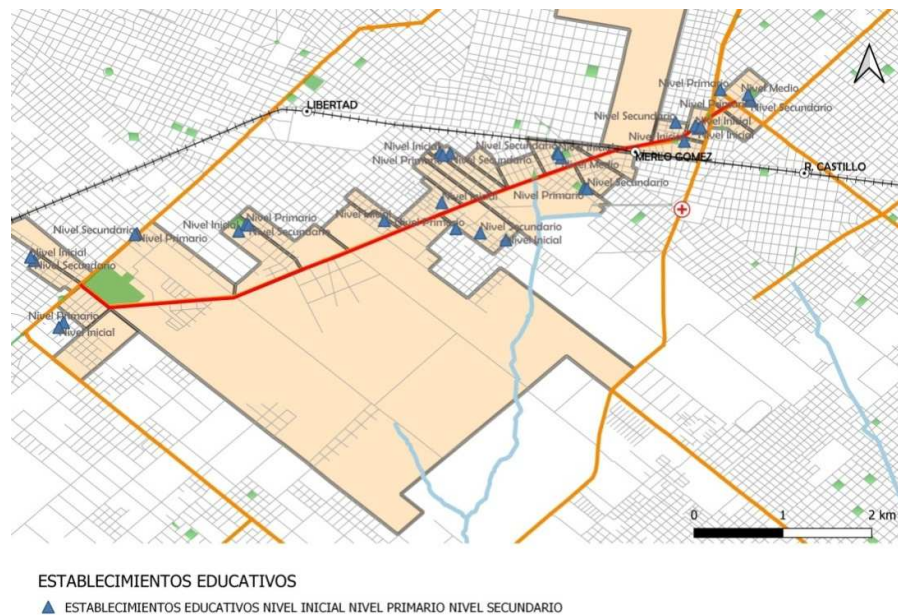 Nivel Primario
Nivel Medio
Nivel Primario
Nivel Secundario
LIBERTAD
Nivel Secundario
Nivel Inicial
Nivel Inicial
Nivel Inicial
MERLO GOMEZ
R. CASTILLO
Nivel Inicial
Nivel Secundario
Nivel Primario
Nivel Secundario
Nivel Medio
Nivel Secundario
Nivel Primario
Nivel Inicial
Nivel Primario
Nivel Inicial
Nivel Primario
Nivel Secundario
Nivel Secundario
Nivel Secundario
Nivel Primario
Nivel Inicial
Nivel Inicial
Nivel Secundario
Nivel Primario
Nivel Inicial
0 1 2 km
ESTABLECIMIENTOS EDUCATIVOS
ESTABLECIMIENTOS EDUCATIVOS NIVEL INICIAL NIVEL PRIMARIO NIVEL SECUNDARIO